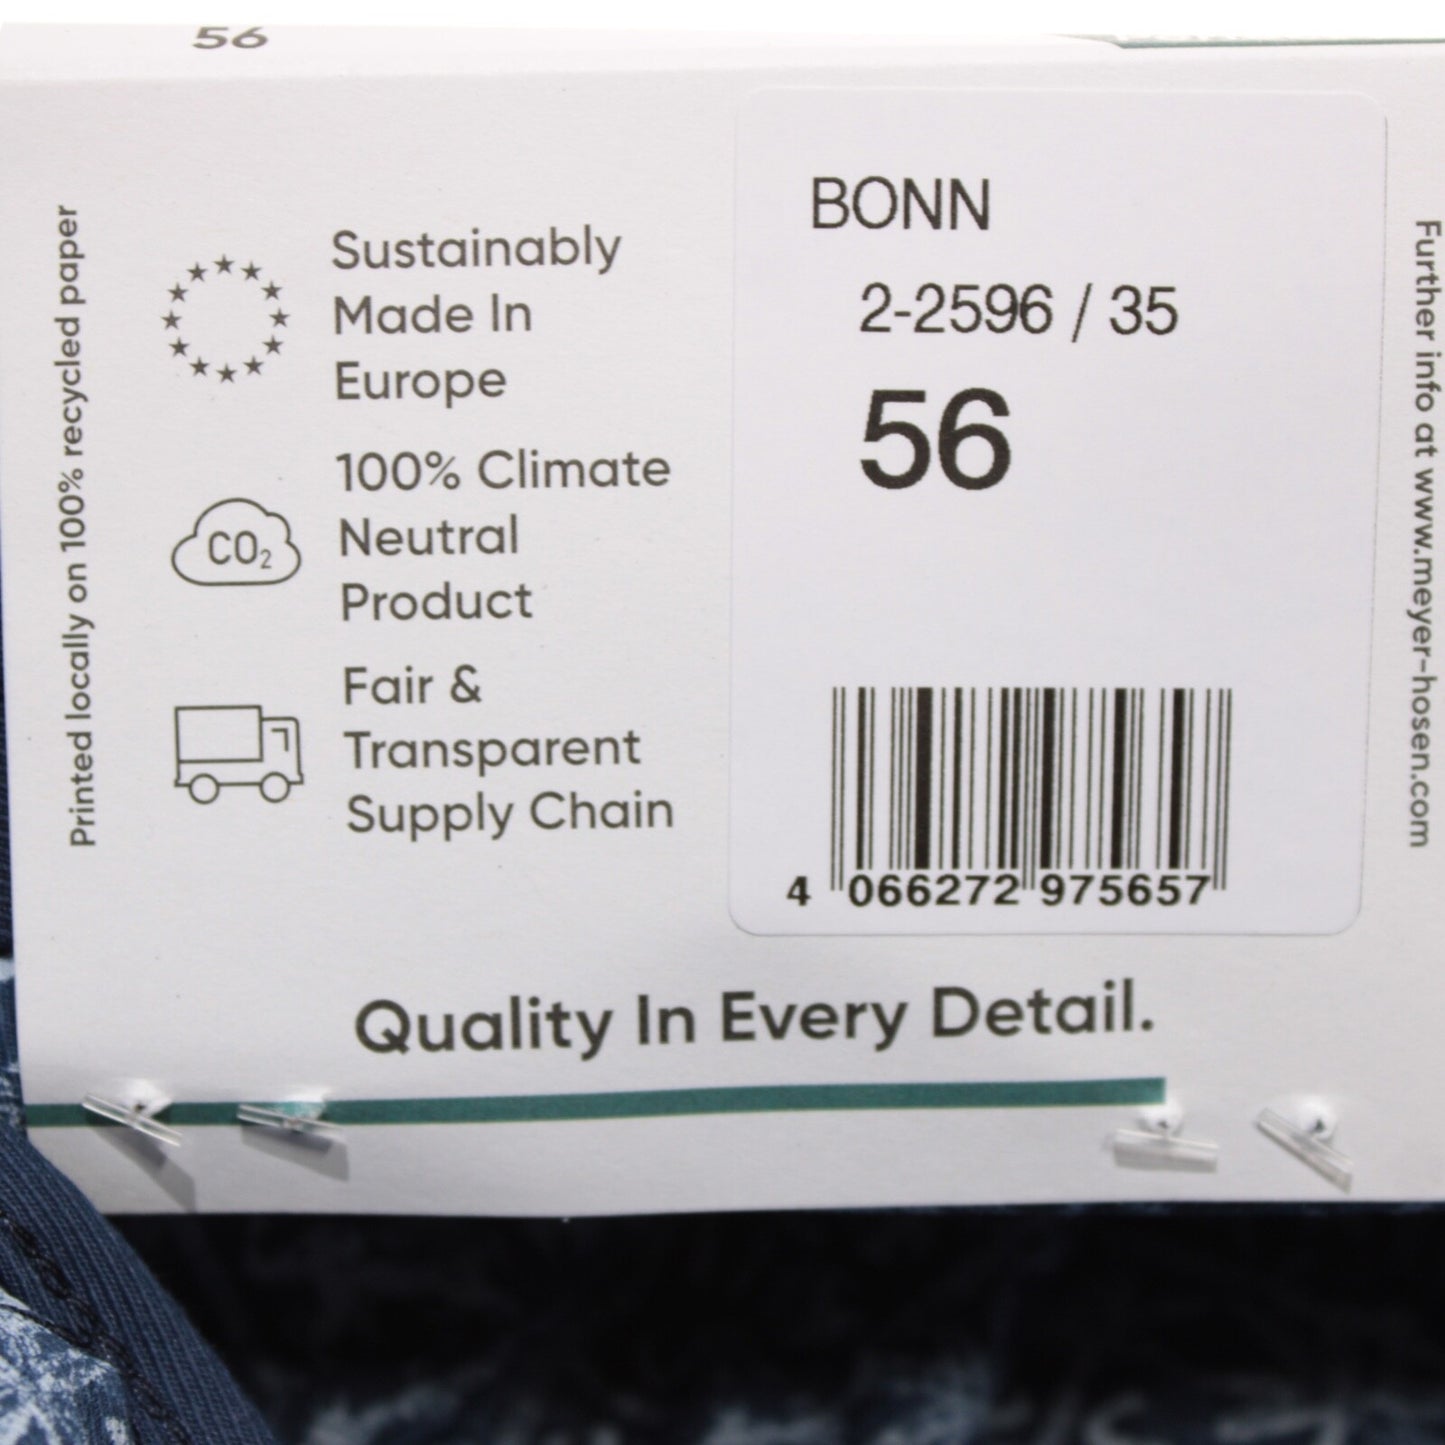 56
Printed locally on 100% recycled paper
Sustainably
Made In
Europe
CO₂
100% Climate
Neutral
Product
Fair &
Transparent
Supply Chain
BONN
2-2596 / 35
56
4 066272 975657
Further info at www.meyer-hosen.com
Quality In Every Detail.